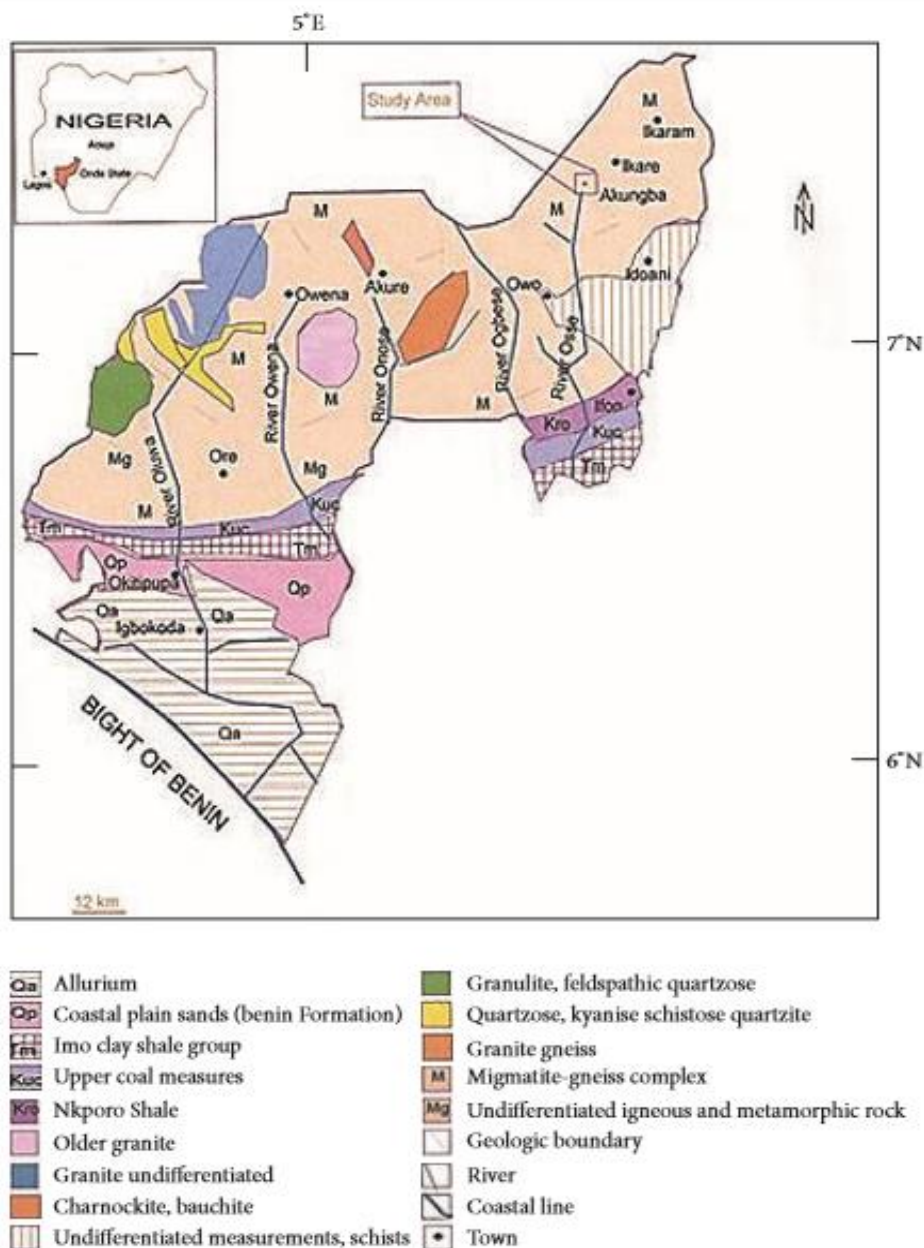 5°E
Study Area
NIGERIA
Abuja
Lagos
Ondo State
M
Ikaram
Ikare
Akungba
M
N
M
Idoani
Owo
Akure
Owena
River Ogbese
River Osse
River Onose
River Owena
7°N
M
M
M
Ifon
Kro
Kuc
Tm
Mg
Ore
Mg
River Oluwa
M
Kuc
Kuc
Tm
Tm
Qp
Okitipupa
Qp
Qa
Igbokoda
Qa
Qa
BIGHT OF BENIN
6°N
12 km
Qa Allurium
Qp Coastal plain sands (benin Formation)
Tm Imo clay shale group
Kuc Upper coal measures
Kro Nkporo Shale
Older granite
Granite undifferentiated
Charnockite, bauchite
Undifferentiated measurements, schists
Granulite, feldspathic quartzose
Quartzose, kyanise schistose quartzite
Granite gneiss
M Migmatite-gneiss complex
Mg Undifferentiated igneous and metamorphic rock
Geologic boundary
River
Coastal line
Town